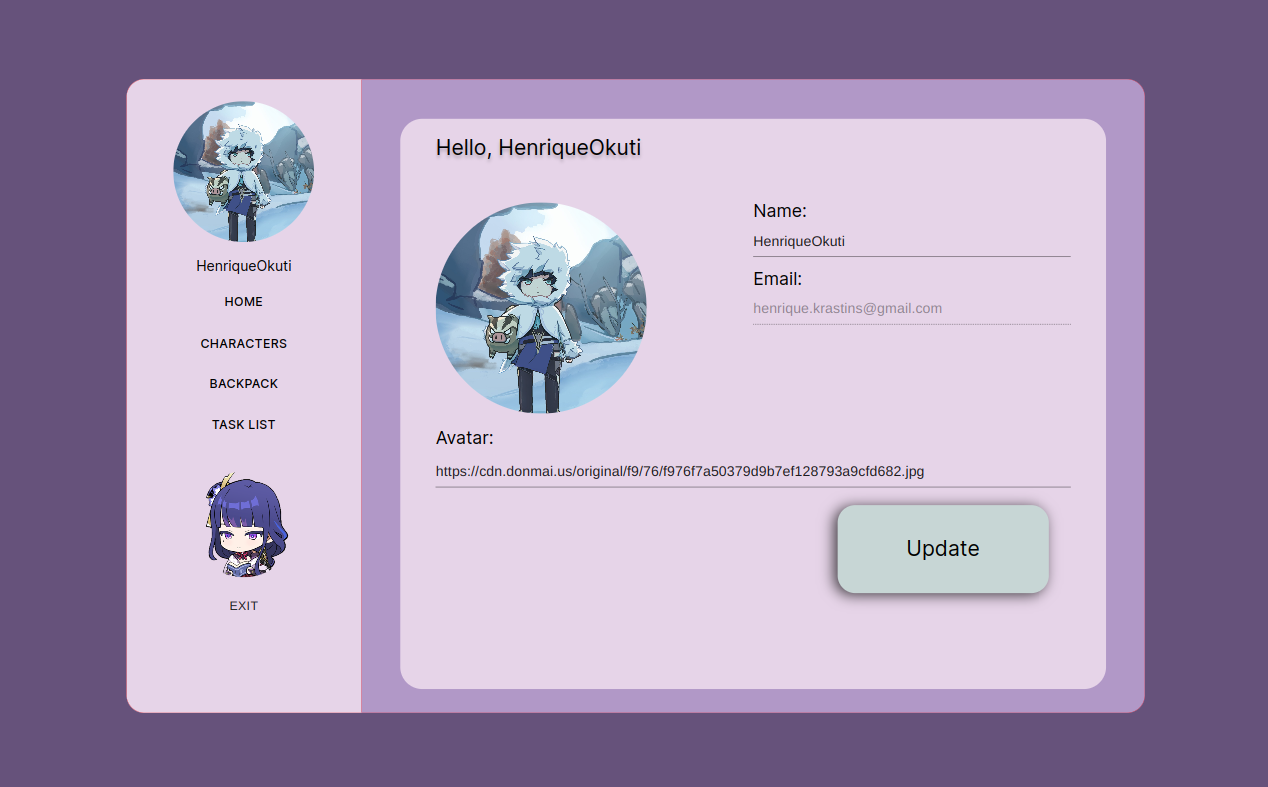 HenriqueOkuti
HOME
CHARACTERS
BACKPACK
TASK LIST
EXIT
Hello, HenriqueOkuti
Name:
HenriqueOkuti
Email:
henrique.krastins@gmail.com
Avatar:
https://cdn.donmai.us/original/f9/76/f976f7a50379d9b7ef128793a9cfd682.jpg
Update